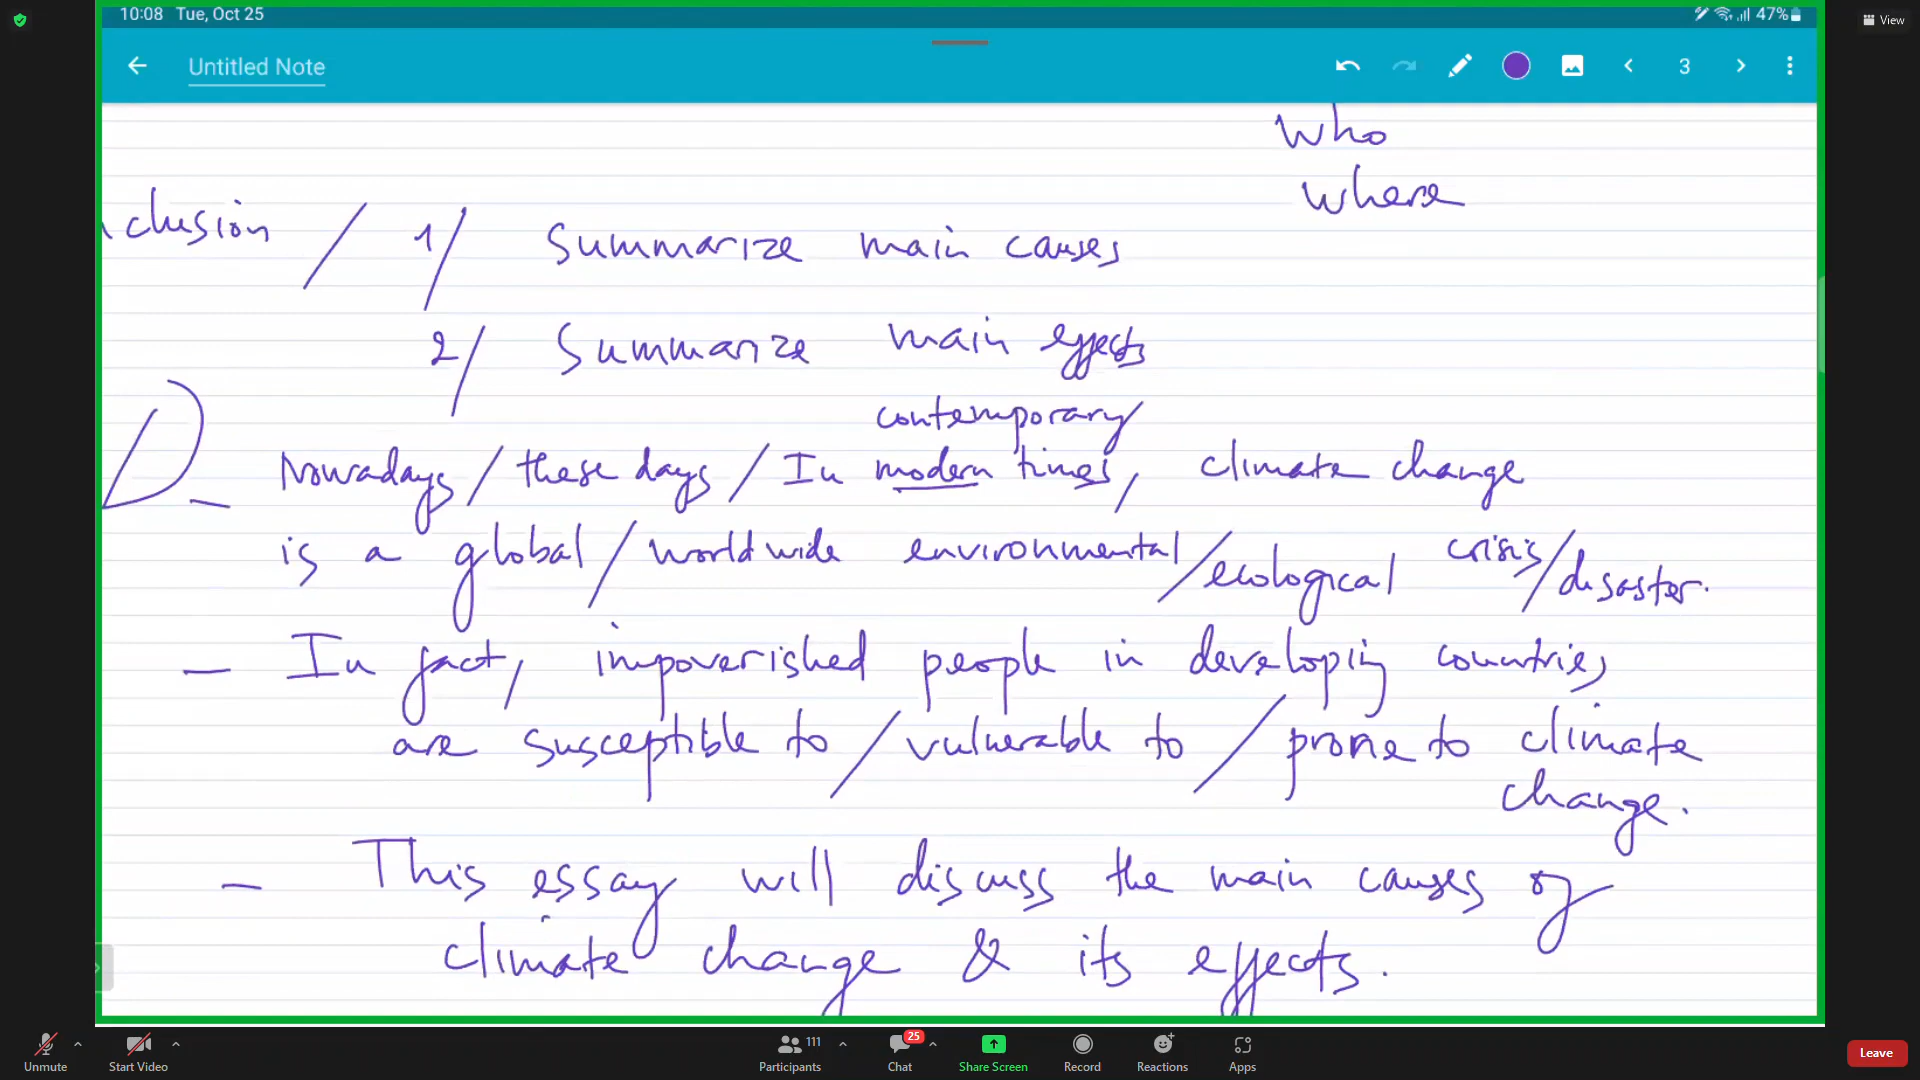 10:08 Tue, Oct 25 47%
View
Untitled Note 3
who
where
nclusion / 1/ Summarize main causes
2/ Summarize main effects
contemporary/
Nowadays / these days / In modern times, climate change
is a global / worldwide environmental / ecological crisis / disaster.
– In fact, impoverished people in developing countries
are susceptible to / vulnerable to / prone to climate
change.
– This essay will discuss the main causes of
climate change & its effects.
111 25
Unmute Start Video Participants Chat Share Screen Record Reactions Apps Leave